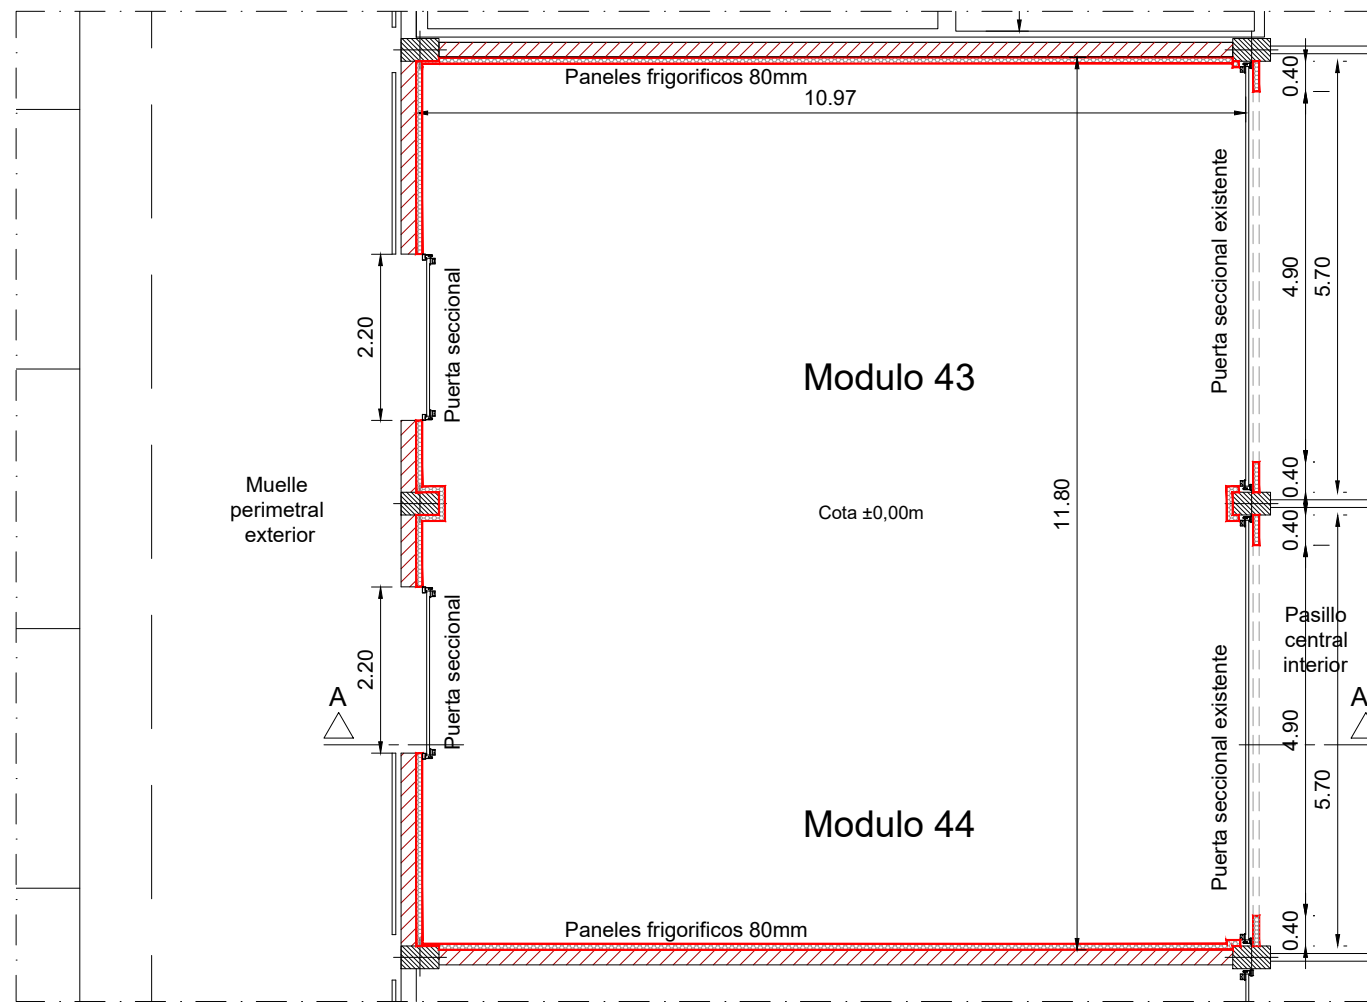 Paneles frigorificos 80mm
10.97
0.40
Puerta seccional existente
4.90
5.70
2.20
Puerta seccional
Modulo 43
0.40
Muelle
perimetral
exterior
Cota ±0,00m
11.80
0.40
Puerta seccional
2.20
Pasillo
central
interior
Puerta seccional existente
A
A
4.90
5.70
Modulo 44
Paneles frigorificos 80mm
0.40